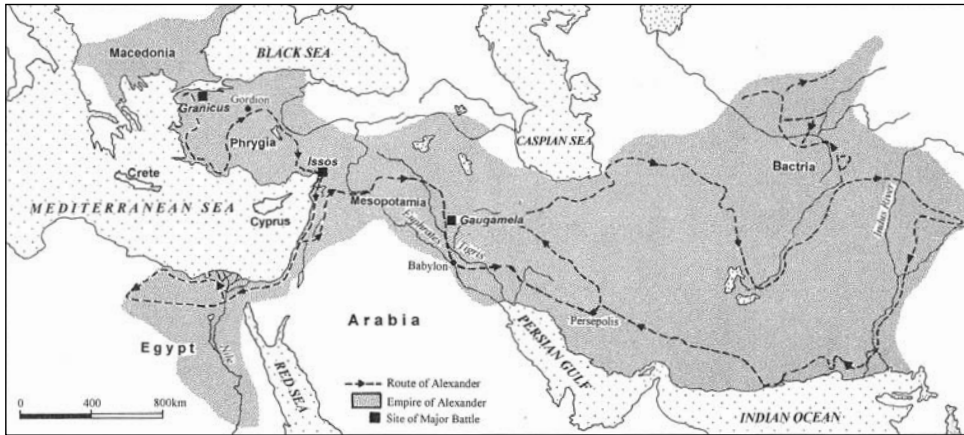 Macedonia
BLACK SEA
Granicus
Gordion
Phrygia
CASPIAN SEA
Bactria
Issos
Crete
MEDITERRANEAN SEA
Cyprus
Mesopotamia
Euphrates
Tigris
Gaugamela
Indus River
Babylon
Arabia
Persepolis
Egypt
Nile
RED SEA
PERSIAN GULF
INDIAN OCEAN
Route of Alexander
Empire of Alexander
Site of Major Battle
0 400 800km